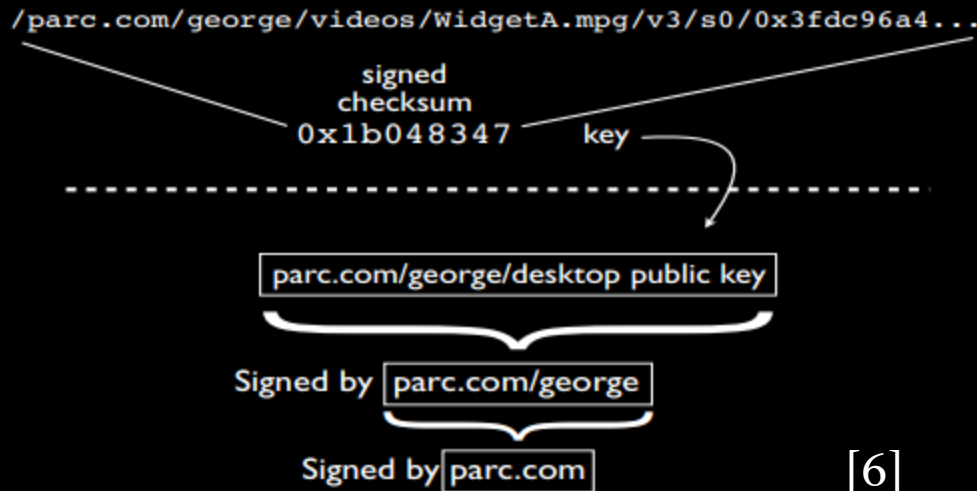 /parc.com/george/videos/WidgetA.mpg/v3/s0/0x3fdc96a4...
signed
checksum
0x1b048347 key
parc.com/george/desktop public key
Signed by parc.com/george
Signed by parc.com
[6]